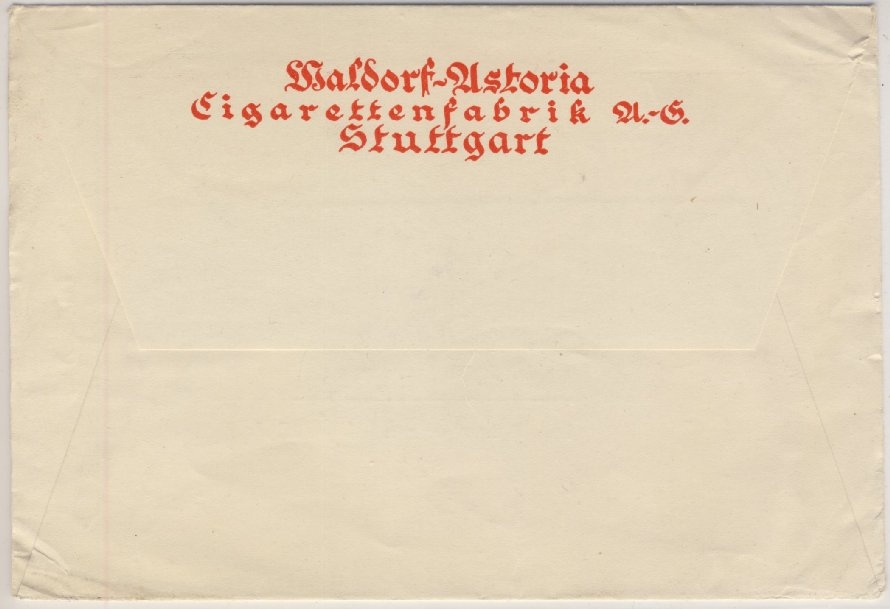 Waldorf-Astoria
Cigarettenfabrik A.-G.
Stuttgart